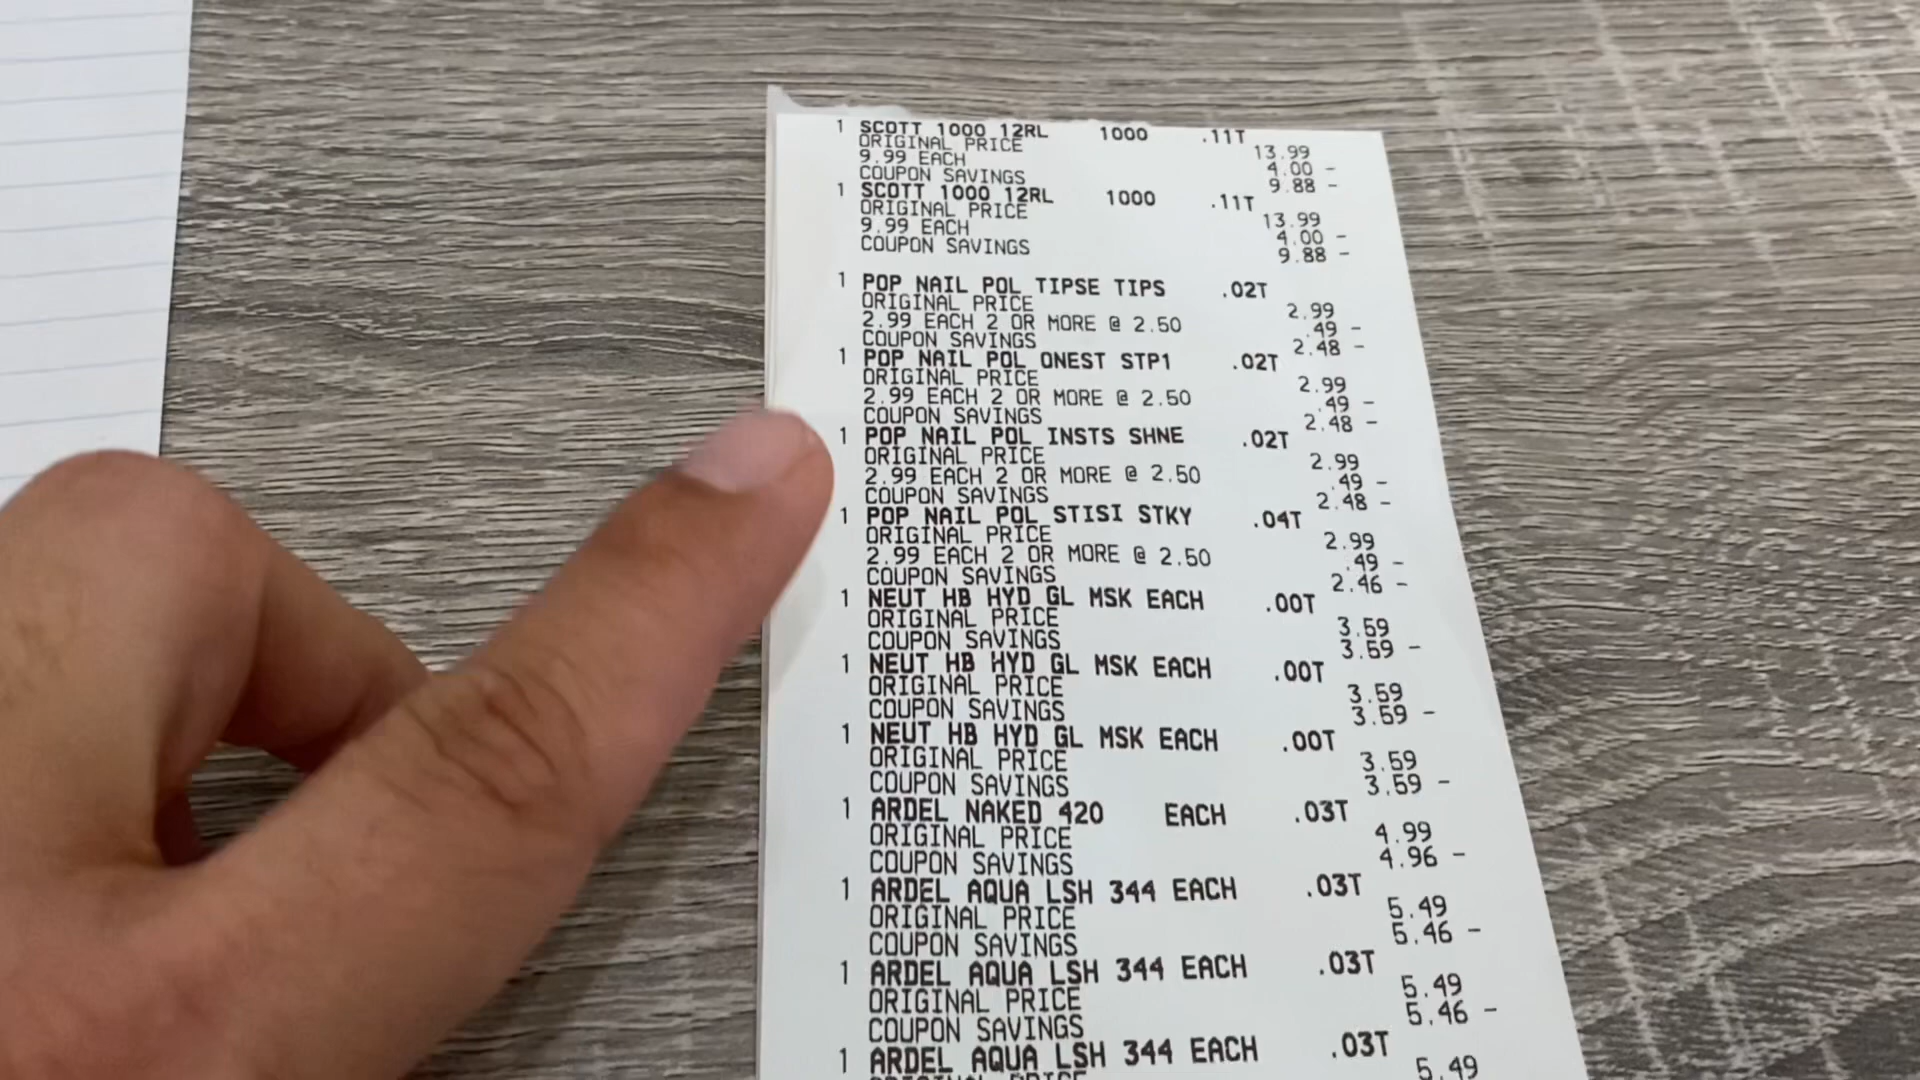 1 SCOTT 1000 12RL 1000 .11T
ORIGINAL PRICE 13.99
9.99 EACH 4.00 -
COUPON SAVINGS 9.88 -
1 SCOTT 1000 12RL 1000 .11T
ORIGINAL PRICE 13.99
9.99 EACH 4.00 -
COUPON SAVINGS 9.88 -
1 POP NAIL POL TIPSE TIPS .02T
ORIGINAL PRICE 2.99
2.99 EACH 2 OR MORE @ 2.50 .49 -
COUPON SAVINGS 2.48 -
1 POP NAIL POL ONEST STP1 .02T
ORIGINAL PRICE 2.99
2.99 EACH 2 OR MORE @ 2.50 .49 -
COUPON SAVINGS 2.48 -
1 POP NAIL POL INSTS SHNE .02T
ORIGINAL PRICE 2.99
2.99 EACH 2 OR MORE @ 2.50 .49 -
COUPON SAVINGS 2.48 -
1 POP NAIL POL STISI STKY .04T
ORIGINAL PRICE 2.99
2.99 EACH 2 OR MORE @ 2.50 .49 -
COUPON SAVINGS 2.46 -
1 NEUT HB HYD GL MSK EACH .00T
ORIGINAL PRICE 3.59
COUPON SAVINGS 3.59 -
1 NEUT HB HYD GL MSK EACH .00T
ORIGINAL PRICE 3.59
COUPON SAVINGS 3.59 -
1 NEUT HB HYD GL MSK EACH .00T
ORIGINAL PRICE 3.59
COUPON SAVINGS 3.59 -
1 ARDEL NAKED 420 EACH .03T
ORIGINAL PRICE 4.99
COUPON SAVINGS 4.96 -
1 ARDEL AQUA LSH 344 EACH .03T
ORIGINAL PRICE 5.49
COUPON SAVINGS 5.46 -
1 ARDEL AQUA LSH 344 EACH .03T
ORIGINAL PRICE 5.49
COUPON SAVINGS 5.46 -
1 ARDEL AQUA LSH 344 EACH .03T
ORIGINAL PRICE 5.49